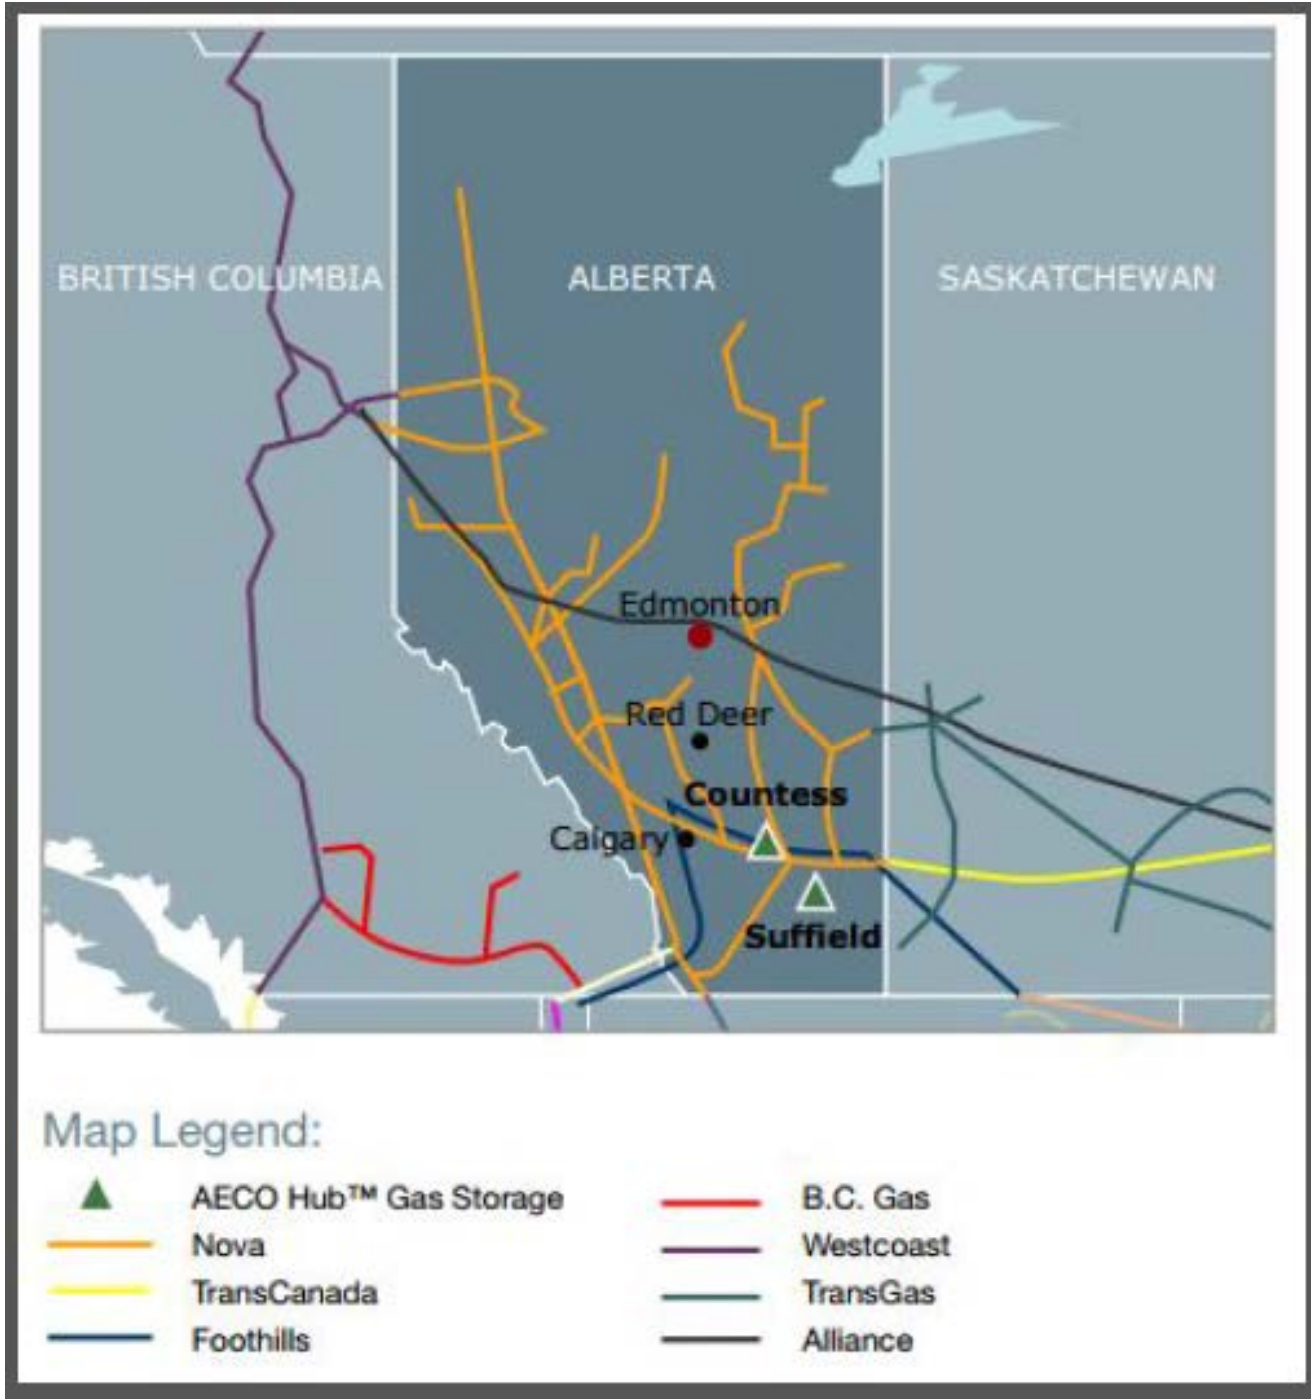 BRITISH COLUMBIA
ALBERTA
SASKATCHEWAN
Edmonton
Red Deer
Countess
Calgary
Suffield
Map Legend:
AECO Hub™ Gas Storage
Nova
TransCanada
Foothills
B.C. Gas
Westcoast
TransGas
Alliance